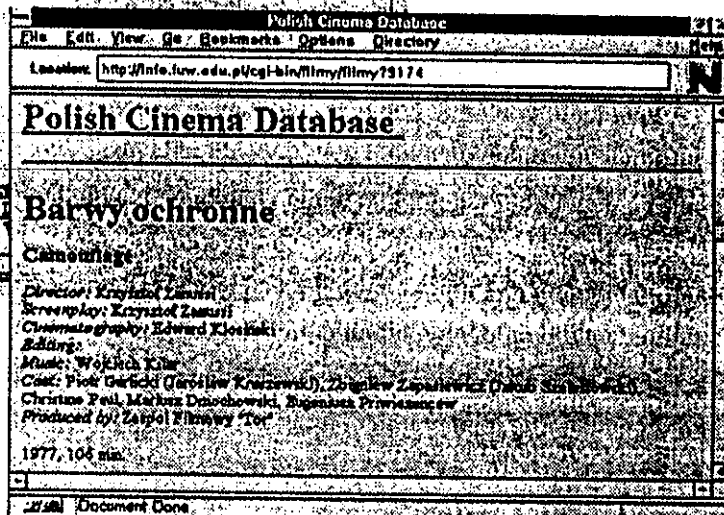 Polish Cinema Database
File Edit View Go Bookmarks Options Directory Help
Location: http://info.fuw.edu.pl/cgi-bin/filmy/filmy?3174
N
Polish Cinema Database
Barwy ochronne
Camouflage
Director: Krzysztof Zanussi
Screenplay: Krzysztof Zanussi
Cinematography: Edward Kłosiński
Editing:
Music: Wojciech Kilar
Cast: Piotr Garlicki (Jarosław Kruszewski), Zbigniew Zapasiewicz (Jakub
Christine Paul, Mariusz Dmochowski, Eugeniusz Priwieziencew
Produced by: Zespol Filmowy "Tor"
1977, 106 min.
Document Done